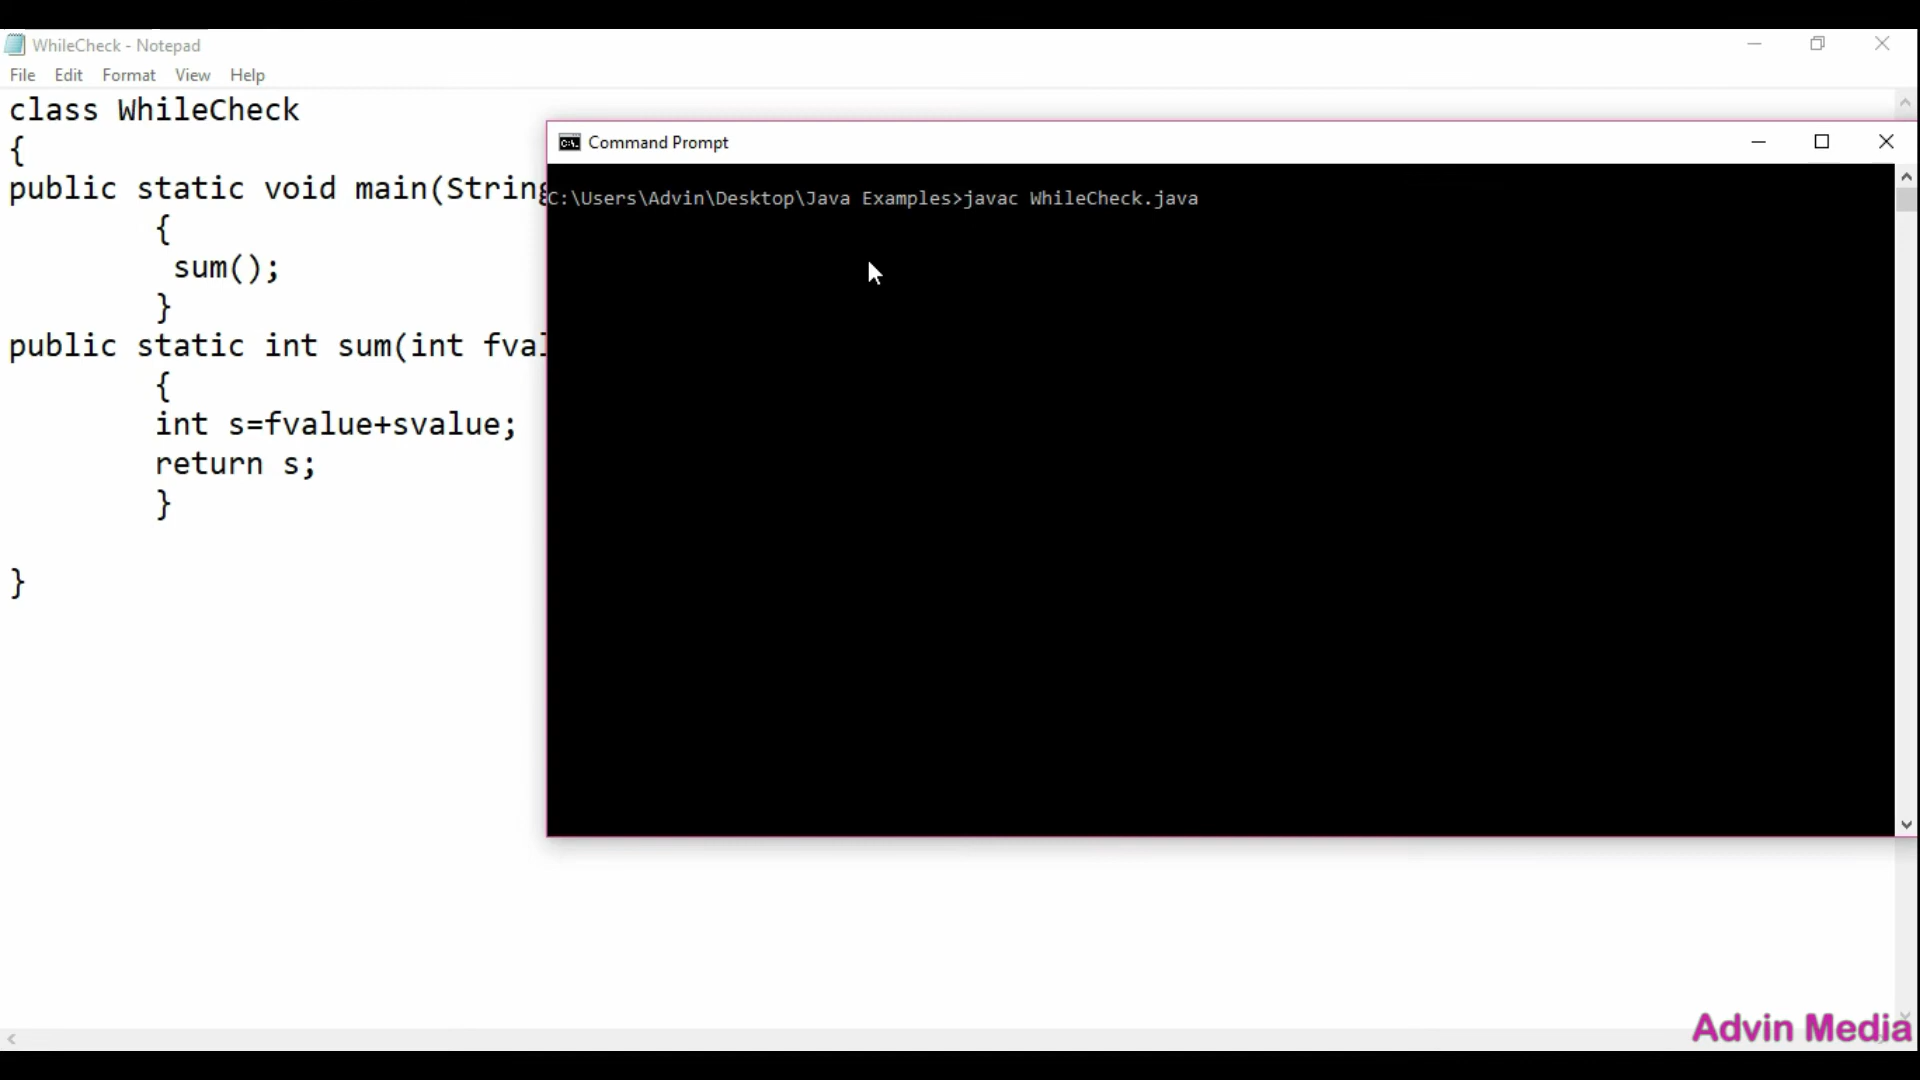 WhileCheck - Notepad
File Edit Format View Help
class WhileCheck
{
public static void main(String
{
sum();
}
public static int sum(int fval
{
int s=fvalue+svalue;
return s;
}
}
Command Prompt
C:\Users\Advin\Desktop\Java Examples>javac WhileCheck.java
Advin Media